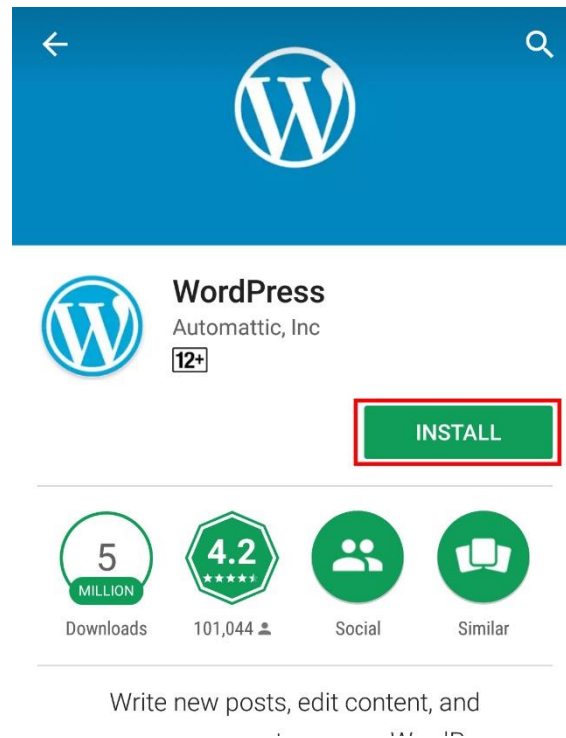 WordPress
Automattic, Inc
12+
INSTALL
5
MILLION
4.2
Downloads
101,044
Social
Similar
Write new posts, edit content, and